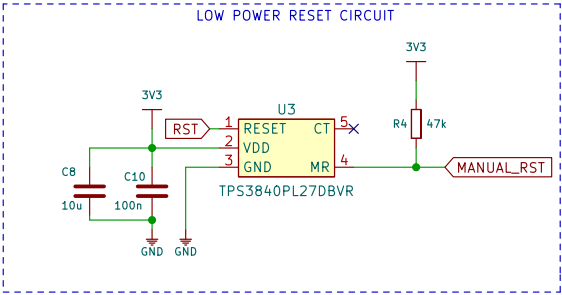 LOW POWER RESET CIRCUIT
3V3
3V3
U3
RST
1
RESET
CT
5
R4
47k
2
VDD
3
GND
MR
4
MANUAL_RST
C8
10u
C10
100n
TPS3840PL27DBVR
GND
GND